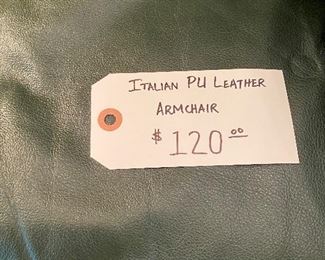 ITALIAN PU LEATHER
ARMCHAIR
$ 120.00